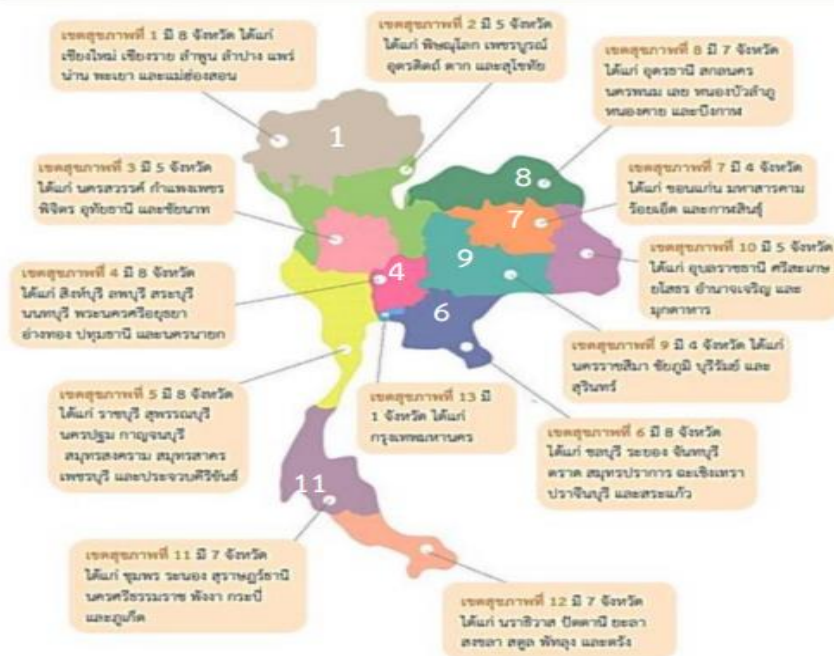 เขตสุขภาพที่ 1 มี 8 จังหวัด
ได้แก่
เชียงใหม่ เชียงราย ลำพูน ลำปาง แพร่
น่าน พะเยา และแม่ฮ่องสอน
เขตสุขภาพที่ 2 มี 5 จังหวัด
ได้แก่ พิษณุโลก เพชรบูรณ์
อุตรดิตถ์ ตาก และสุโขทัย
เขตสุขภาพที่ 8 มี 7 จังหวัด
ได้แก่ อุดรธานี สกลนคร
นครพนม เลย หนองบัวลำภู
หนองคาย และบึงกาฬ
เขตสุขภาพที่ 3 มี 5 จังหวัด
ได้แก่ นครสวรรค์ กำแพงเพชร
พิจิตร อุทัยธานี และชัยนาท
เขตสุขภาพที่ 7 มี 4 จังหวัด
ได้แก่ ขอนแก่น มหาสารคาม
ร้อยเอ็ด และกาฬสินธุ์
เขตสุขภาพที่ 4 มี 8 จังหวัด
ได้แก่ สิงห์บุรี ลพบุรี สระบุรี
นนทบุรี พระนครศรีอยุธยา
อ่างทอง ปทุมธานี และนครนายก
เขตสุขภาพที่ 10 มี 5 จังหวัด
ได้แก่ อุบลราชธานี ศรีสะเกษ
ยโสธร อำนาจเจริญ และ
มุกดาหาร
เขตสุขภาพที่ 9 มี 4 จังหวัด ได้แก่
นครราชสีมา ชัยภูมิ บุรีรัมย์ และ
สุรินทร์
เขตสุขภาพที่ 5 มี 8 จังหวัด
ได้แก่ ราชบุรี สุพรรณบุรี
นครปฐม กาญจนบุรี
สมุทรสงคราม สมุทรสาคร
เพชรบุรี และประจวบคีรีขันธ์
เขตสุขภาพที่ 13 มี
1 จังหวัด ได้แก่
กรุงเทพมหานคร
เขตสุขภาพที่ 6 มี 8 จังหวัด
ได้แก่ ชลบุรี ระยอง จันทบุรี
ตราด สมุทรปราการ ฉะเชิงเทรา
ปราจีนบุรี และสระแก้ว
เขตสุขภาพที่ 11 มี 7 จังหวัด
ได้แก่ ชุมพร ระนอง สุราษฎร์ธานี
นครศรีธรรมราช พังงา กระบี่
และภูเก็ต
เขตสุขภาพที่ 12 มี 7 จังหวัด
ได้แก่ นราธิวาส ปัตตานี ยะลา
สงขลา สตูล พัทลุง และตรัง
1
8
7
9
4
6
11